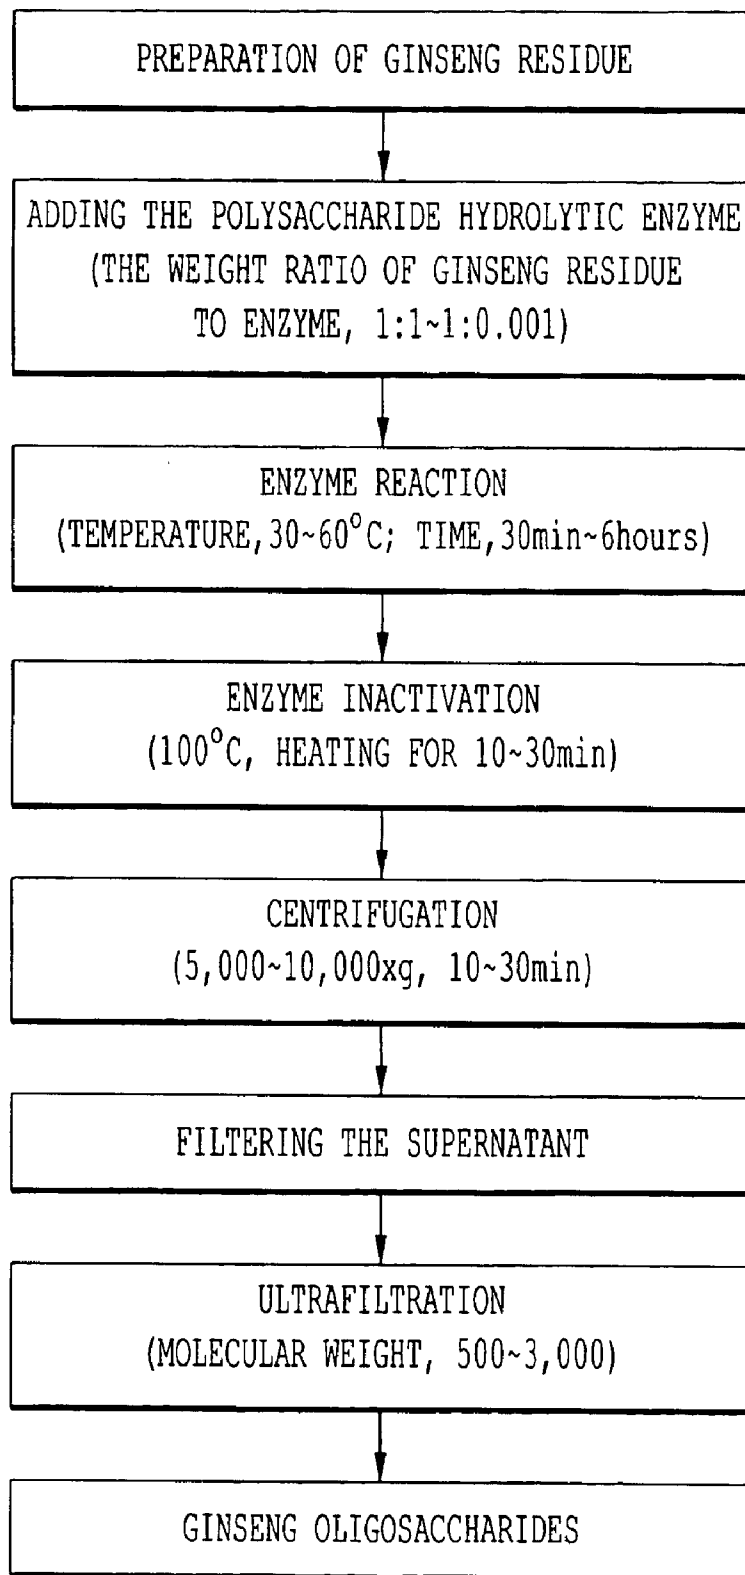 PREPARATION OF GINSENG RESIDUE
ADDING THE POLYSACCHARIDE HYDROLYTIC ENZYME
(THE WEIGHT RATIO OF GINSENG RESIDUE
TO ENZYME, 1:1~1:0.001)
ENZYME REACTION
(TEMPERATURE,30~60°C; TIME,30min~6hours)
ENZYME INACTIVATION
(100°C, HEATING FOR 10~30min)
CENTRIFUGATION
(5,000~10,000xg, 10~30min)
FILTERING THE SUPERNATANT
ULTRAFILTRATION
(MOLECULAR WEIGHT, 500~3,000)
GINSENG OLIGOSACCHARIDES